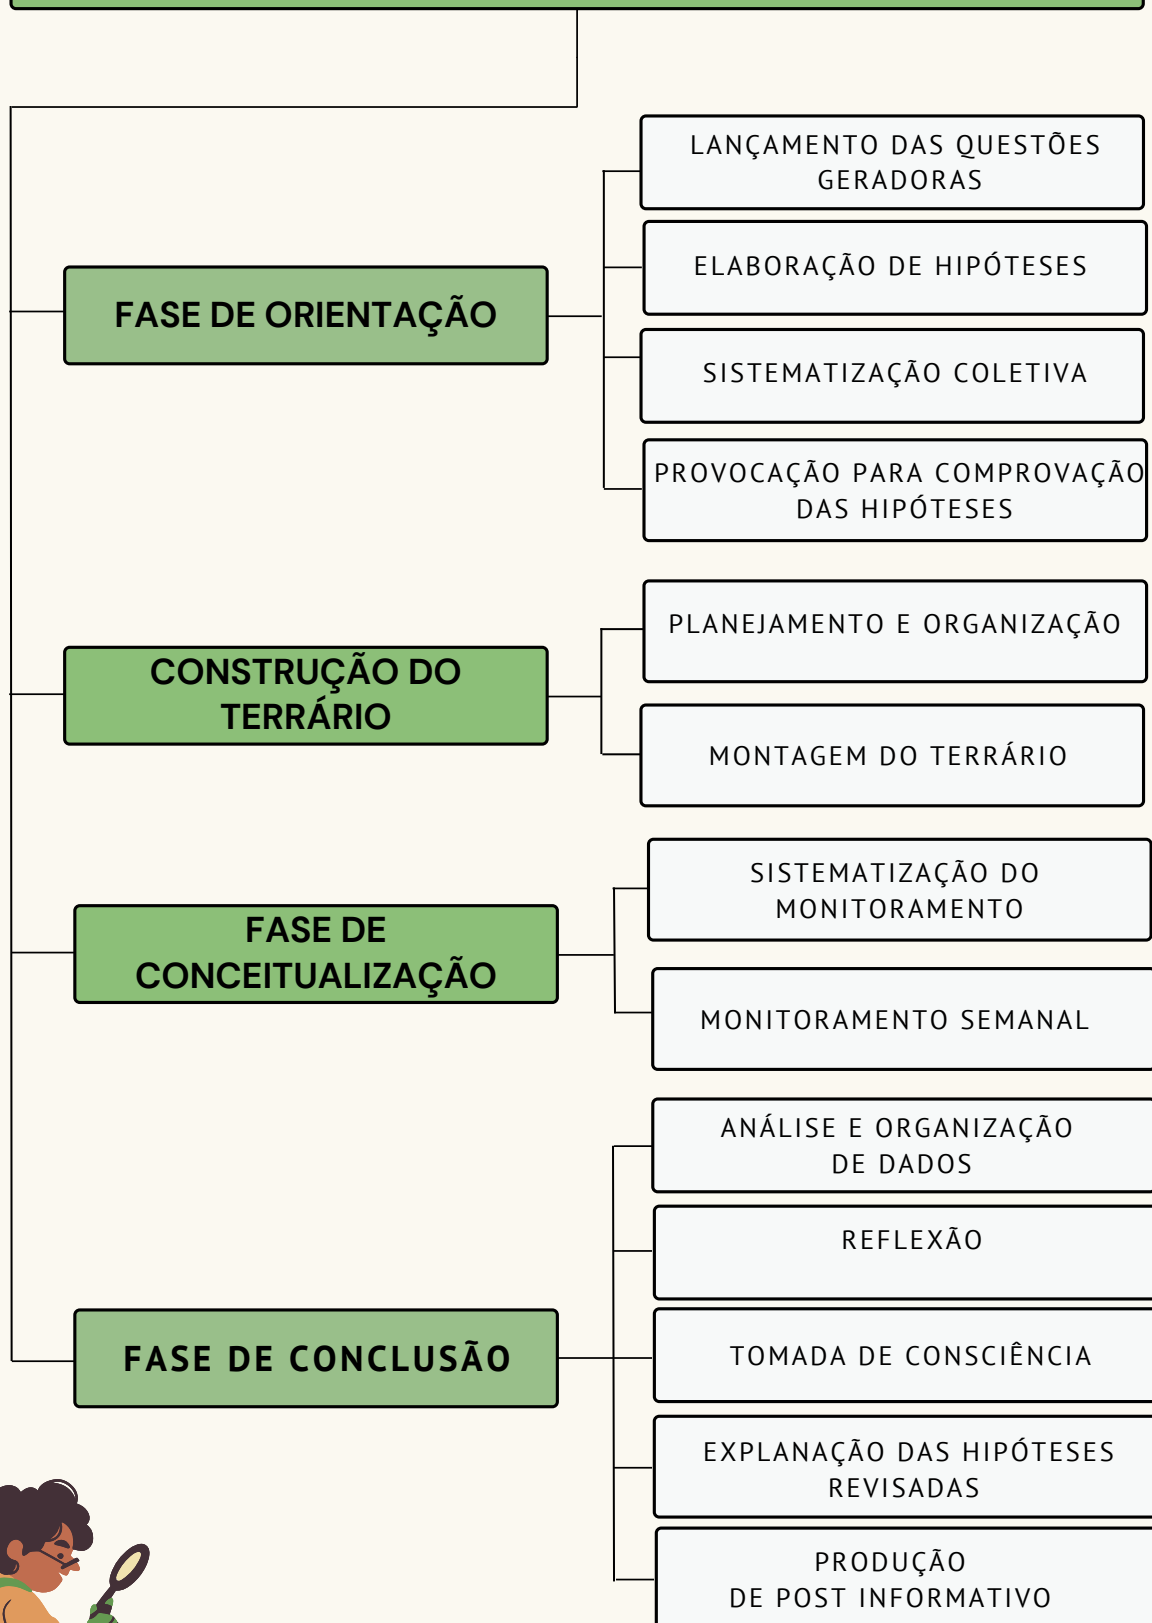 LANÇAMENTO DAS QUESTÕES
GERADORAS
ELABORAÇÃO DE HIPÓTESES
FASE DE ORIENTAÇÃO
SISTEMATIZAÇÃO COLETIVA
PROVOCAÇÃO PARA COMPROVAÇÃO
DAS HIPÓTESES
PLANEJAMENTO E ORGANIZAÇÃO
CONSTRUÇÃO DO
TERRÁRIO
MONTAGEM DO TERRÁRIO
SISTEMATIZAÇÃO DO
MONITORAMENTO
FASE DE
CONCEITUALIZAÇÃO
MONITORAMENTO SEMANAL
ANÁLISE E ORGANIZAÇÃO
DE DADOS
REFLEXÃO
FASE DE CONCLUSÃO
TOMADA DE CONSCIÊNCIA
EXPLANAÇÃO DAS HIPÓTESES
REVISADAS
PRODUÇÃO
DE POST INFORMATIVO